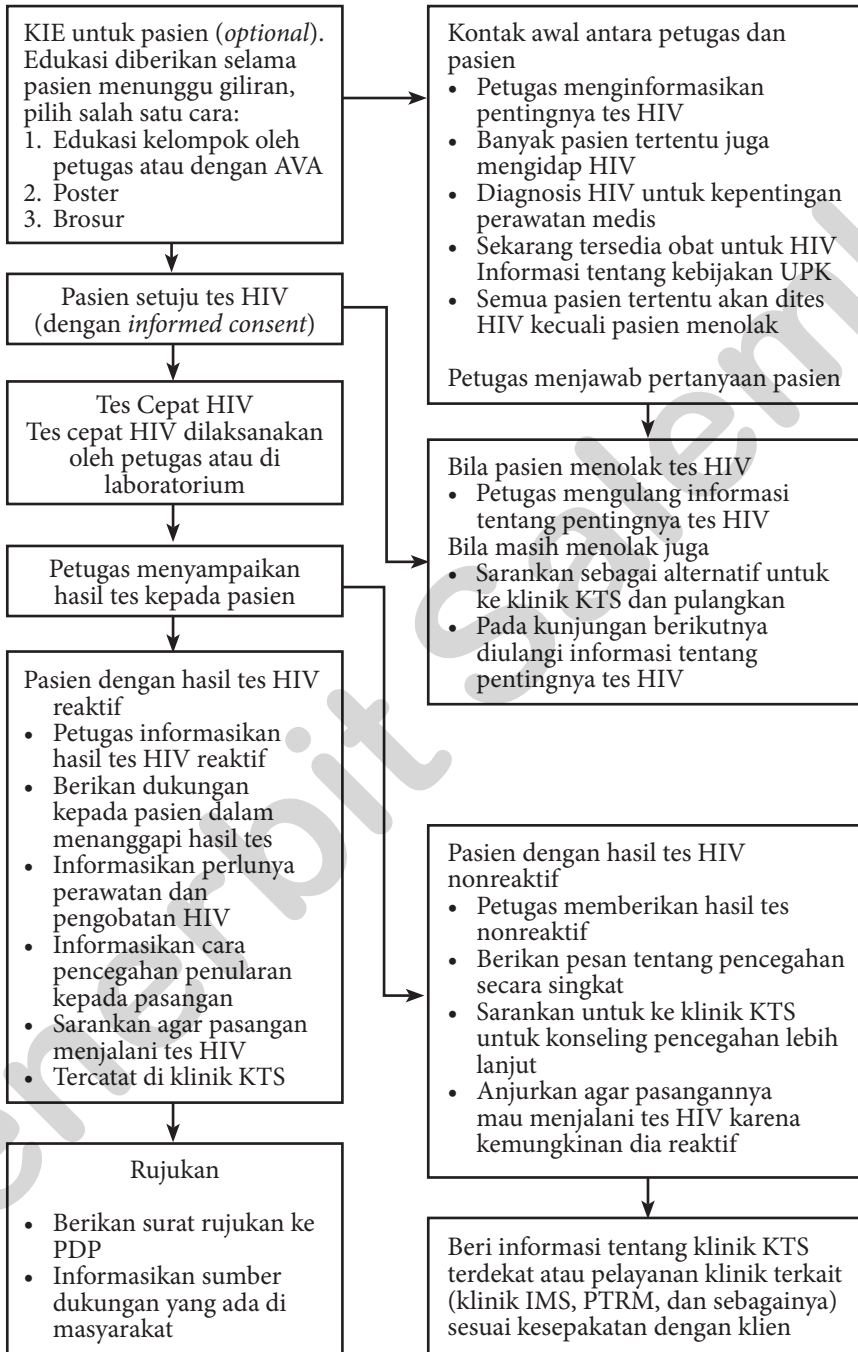 KIE untuk pasien (optional).
Edukasi diberikan selama
pasien menunggu giliran,
pilih salah satu cara:
1. Edukasi kelompok oleh
petugas atau dengan AVA
2. Poster
3. Brosur
Kontak awal antara petugas dan
pasien
• Petugas menginformasikan
pentingnya tes HIV
• Banyak pasien tertentu juga
mengidap HIV
• Diagnosis HIV untuk kepentingan
perawatan medis
• Sekarang tersedia obat untuk HIV
Informasi tentang kebijakan UPK
• Semua pasien tertentu akan dites
HIV kecuali pasien menolak
Petugas menjawab pertanyaan pasien
Pasien setuju tes HIV
(dengan informed consent)
Tes Cepat HIV
Tes cepat HIV dilaksanakan
oleh petugas atau di
laboratorium
Bila pasien menolak tes HIV
• Petugas mengulang informasi
tentang pentingnya tes HIV
Bila masih menolak juga
• Sarankan sebagai alternatif untuk
ke klinik KTS dan pulangkan
• Pada kunjungan berikutnya
diulangi informasi tentang
pentingnya tes HIV
Petugas menyampaikan
hasil tes kepada pasien
Pasien dengan hasil tes HIV
reaktif
• Petugas informasikan
hasil tes HIV reaktif
• Berikan dukungan
kepada pasien dalam
menanggapi hasil tes
• Informasikan perlunya
perawatan dan
pengobatan HIV
• Informasikan cara
pencegahan penularan
kepada pasangan
• Sarankan agar pasangan
menjalani tes HIV
• Tercatat di klinik KTS
Pasien dengan hasil tes HIV
nonreaktif
• Petugas memberikan hasil tes
nonreaktif
• Berikan pesan tentang pencegahan
secara singkat
• Sarankan untuk ke klinik KTS
untuk konseling pencegahan lebih
lanjut
• Anjurkan agar pasangannya
mau menjalani tes HIV karena
kemungkinan dia reaktif
Rujukan
• Berikan surat rujukan ke
PDP
• Informasikan sumber
dukungan yang ada di
masyarakat
Beri informasi tentang klinik KTS
terdekat atau pelayanan klinik terkait
(klinik IMS, PTRM, dan sebagainya)
sesuai kesepakatan dengan klien
enerbit Salem